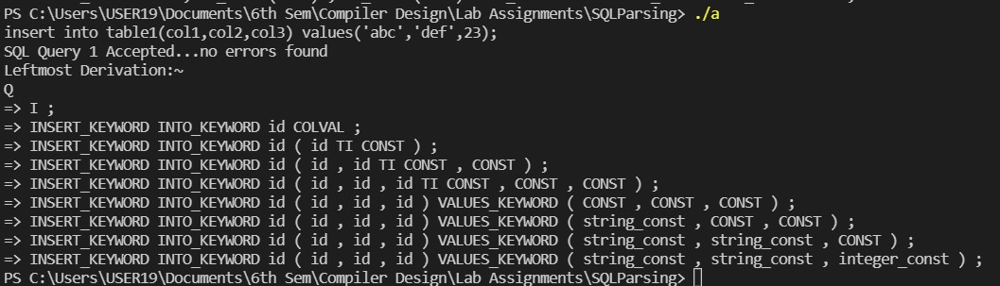 PS C:\Users\USER19\Documents\6th Sem\Compiler Design\Lab Assignments\SQLParsing> ./a
insert into table1(col1,col2,col3) values('abc','def',23);
SQL Query 1 Accepted...no errors found
Leftmost Derivation:~
Q
=> I ;
=> INSERT_KEYWORD INTO_KEYWORD id COLVAL ;
=> INSERT_KEYWORD INTO_KEYWORD id ( id TI CONST ) ;
=> INSERT_KEYWORD INTO_KEYWORD id ( id , id TI CONST , CONST ) ;
=> INSERT_KEYWORD INTO_KEYWORD id ( id , id , id TI CONST , CONST , CONST ) ;
=> INSERT_KEYWORD INTO_KEYWORD id ( id , id , id ) VALUES_KEYWORD ( CONST , CONST , CONST ) ;
=> INSERT_KEYWORD INTO_KEYWORD id ( id , id , id ) VALUES_KEYWORD ( string_const , CONST , CONST ) ;
=> INSERT_KEYWORD INTO_KEYWORD id ( id , id , id ) VALUES_KEYWORD ( string_const , string_const , CONST ) ;
=> INSERT_KEYWORD INTO_KEYWORD id ( id , id , id ) VALUES_KEYWORD ( string_const , string_const , integer_const ) ;
PS C:\Users\USER19\Documents\6th Sem\Compiler Design\Lab Assignments\SQLParsing>